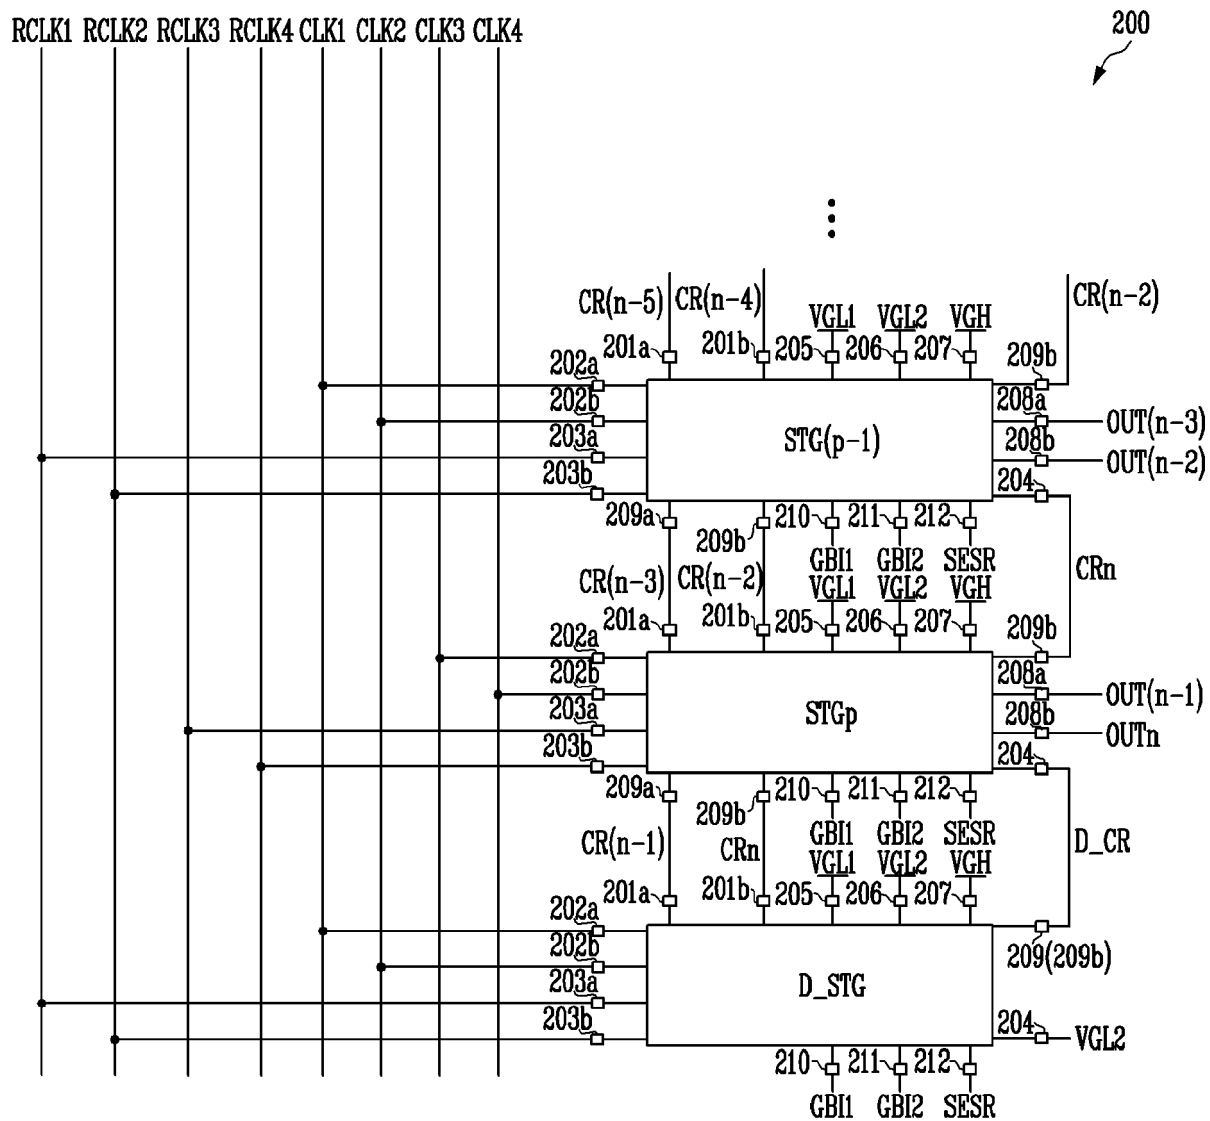 RCLK1 RCLK2 RCLK3 RCLK4 CLK1 CLK2 CLK3 CLK4
200
CR(n-5) CR(n-4) VGL1 VGL2 VGH CR(n-2)
201a 201b 205 206 207 209b
202a
202b
203a
203b
STG(p-1)
208a
OUT(n-3)
208b
OUT(n-2)
204
209a 209b 210 211 212
GBI1 GBI2 SESR
CRn
CR(n-3) CR(n-2) VGL1 VGL2 VGH
201a 201b 205 206 207 209b
202a
202b
203a
203b
STGp
208a
OUT(n-1)
208b
OUTn
204
209a 209b 210 211 212
GBI1 GBI2 SESR
D_CR
CR(n-1) CRn VGL1 VGL2 VGH
201a 201b 205 206 207
202a
202b
203a
203b
D_STG
209(209b)
204
VGL2
210 211 212
GBI1 GBI2 SESR